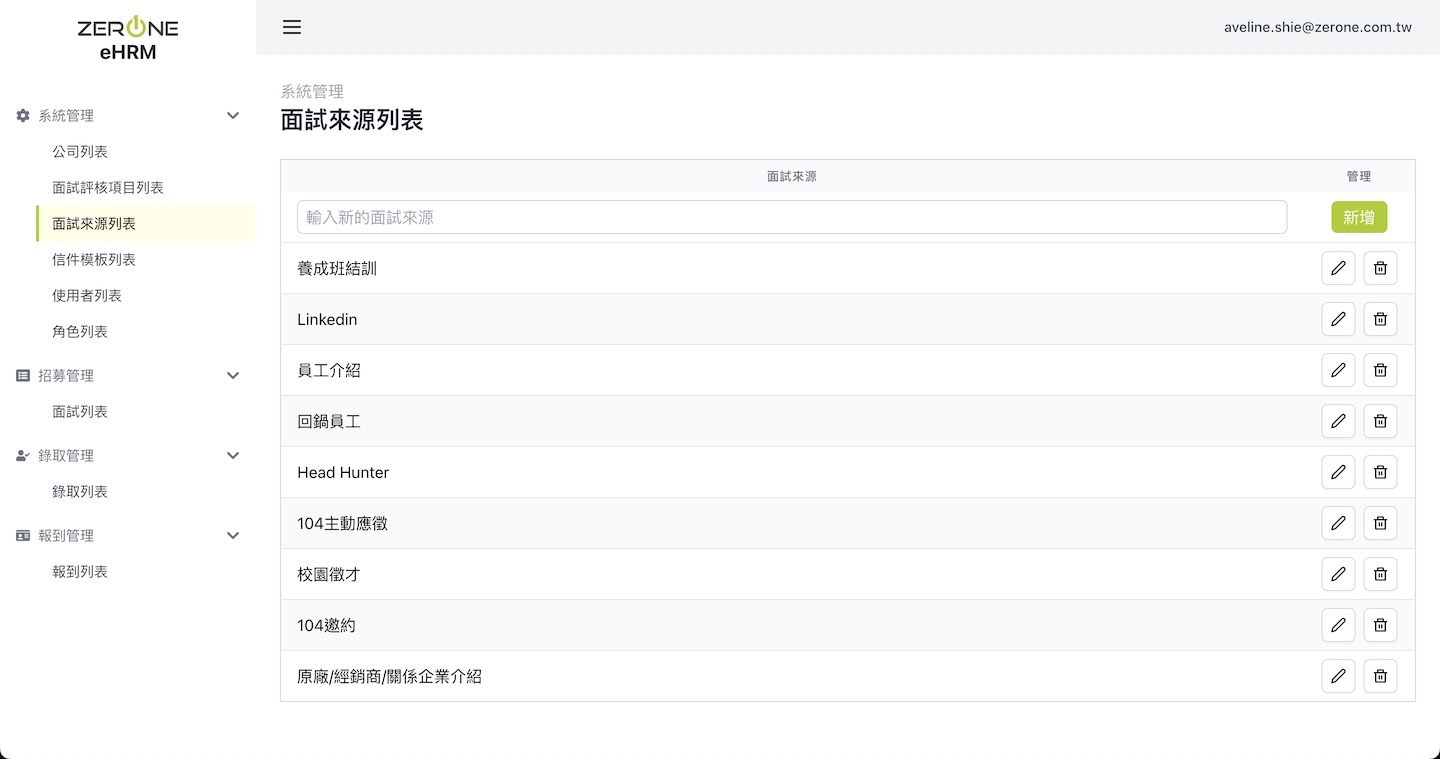 ZERONE
eHRM
aveline.shie@zerone.com.tw
系統管理
公司列表
面試評核項目列表
面試來源列表
信件模板列表
使用者列表
角色列表
招募管理
面試列表
錄取管理
錄取列表
報到管理
報到列表
系統管理
面試來源列表
面試來源 管理
輸入新的面試來源 新增
養成班結訓
Linkedin
員工介紹
回鍋員工
Head Hunter
104主動應徵
校園徵才
104邀約
原廠/經銷商/關係企業介紹